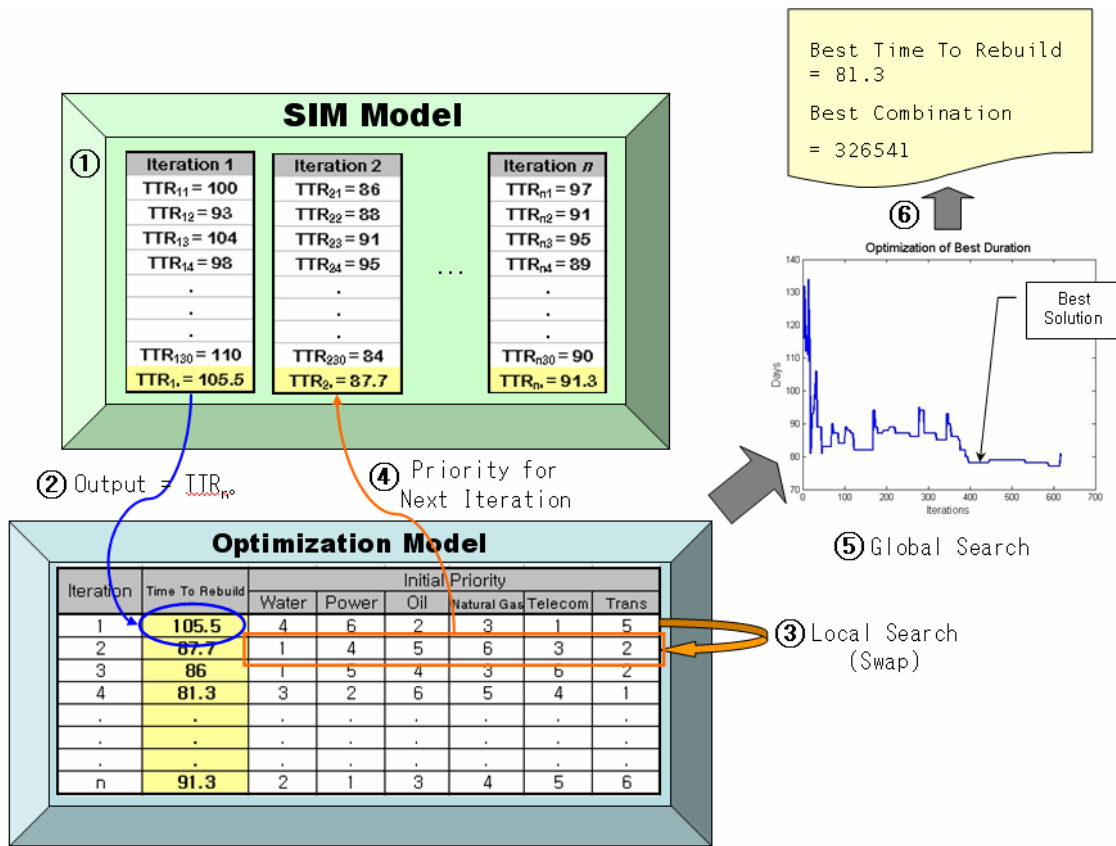 SIM Model
①
Iteration 1
TTR11 = 100
TTR12 = 93
TTR13 = 104
TTR14 = 98
.
.
.
TTR130 = 110
TTR1• = 105.5
Iteration 2
TTR21 = 86
TTR22 = 88
TTR23 = 91
TTR24 = 95
.
.
.
TTR230 = 84
TTR2• = 87.7
...
Iteration n
TTRn1 = 97
TTRn2 = 91
TTRn3 = 95
TTRn4 = 89
.
.
.
TTRn30 = 90
TTRn• = 91.3
② Output = TTRn°
④ Priority for
Next Iteration
Optimization Model
Iteration Time To Rebuild Initial Priority
Water Power Oil Natural Gas Telecom Trans
1 105.5 4 6 2 3 1 5
2 87.7 1 4 5 6 3 2
3 86 1 5 4 3 6 2
4 81.3 3 2 6 5 4 1
. . . . . . . .
. . . . . . . .
. . . . . . . .
n 91.3 2 1 3 4 5 6
③ Local Search
(Swap)
Best Time To Rebuild
= 81.3
Best Combination
= 326541
⑥
Optimization of Best Duration
140
130
120
110
100
90
80
70
Days
0 100 200 300 400 500 600 700
Iterations
Best
Solution
⑤ Global Search